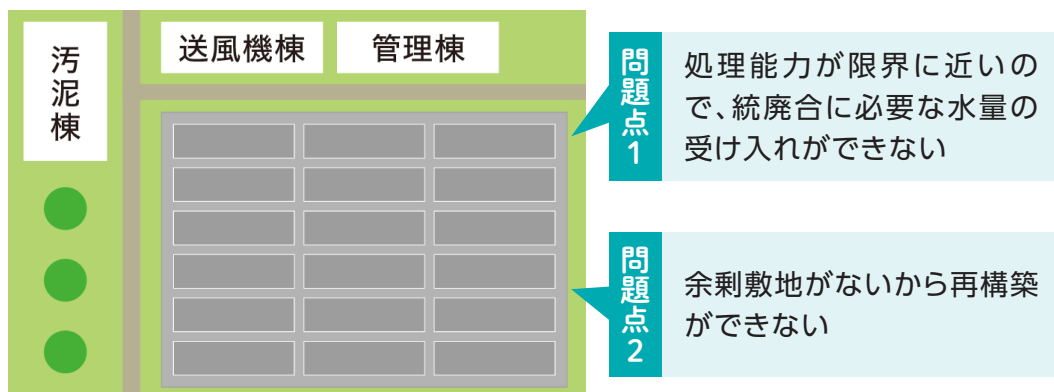 汚泥棟
送風機棟
管理棟
問題点1
処理能力が限界に近いの
で、統廃合に必要な水量の
受け入れができない
問題点2
余剰敷地がないから再構築
ができない